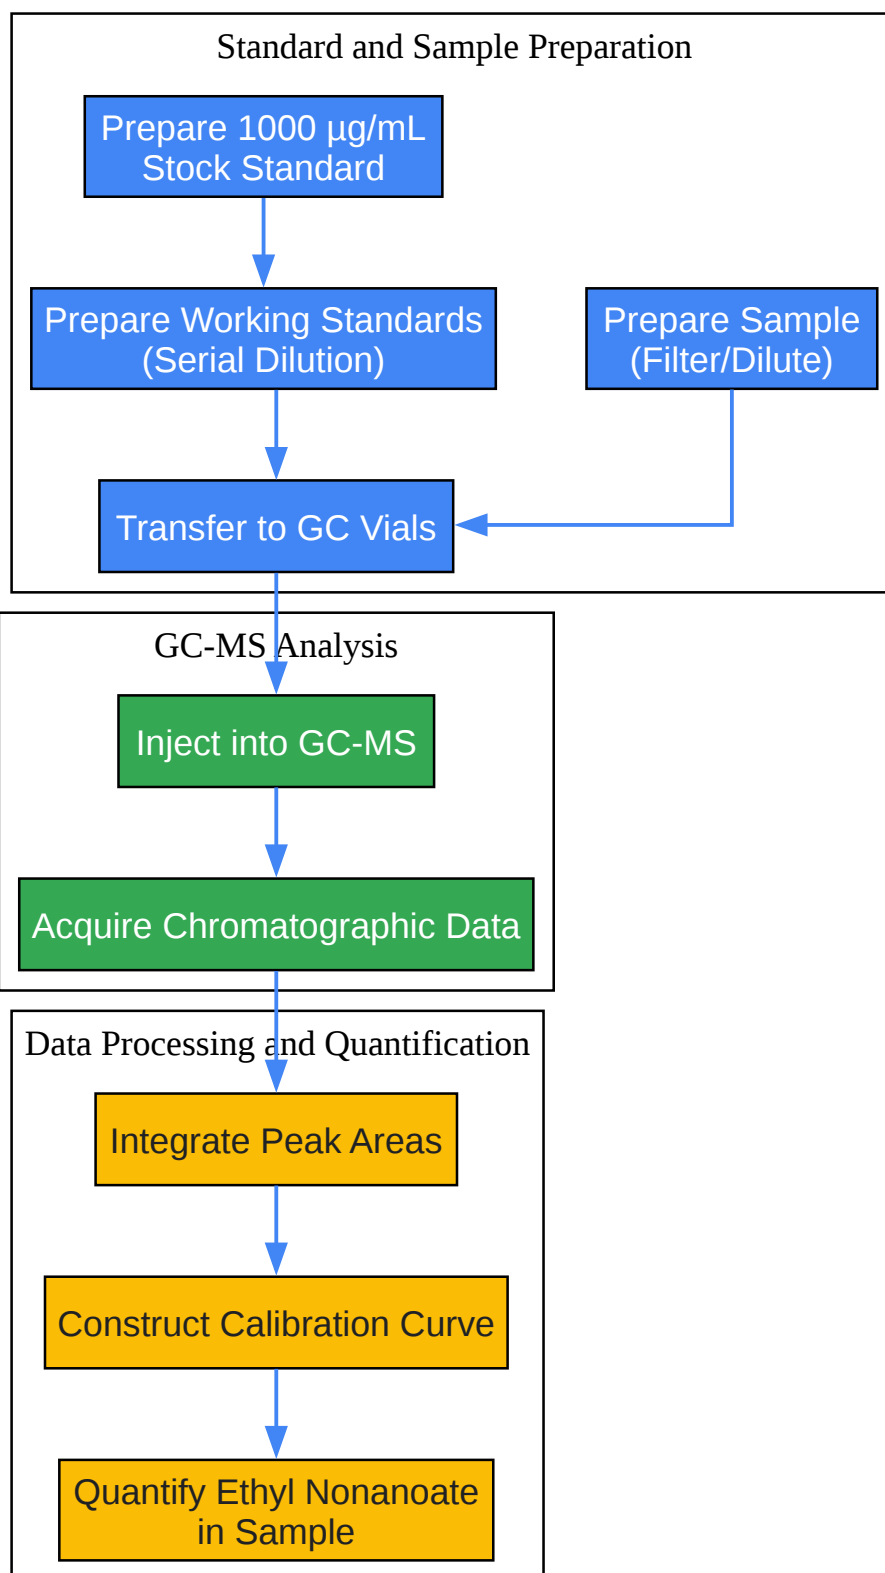 Standard and Sample Preparation
Prepare 1000 µg/mL
Stock Standard
Prepare Working Standards
(Serial Dilution)
Prepare Sample
(Filter/Dilute)
Transfer to GC Vials
GC-MS Analysis
Inject into GC-MS
Acquire Chromatographic Data
Data Processing and Quantification
Integrate Peak Areas
Construct Calibration Curve
Quantify Ethyl Nonanoate
in Sample